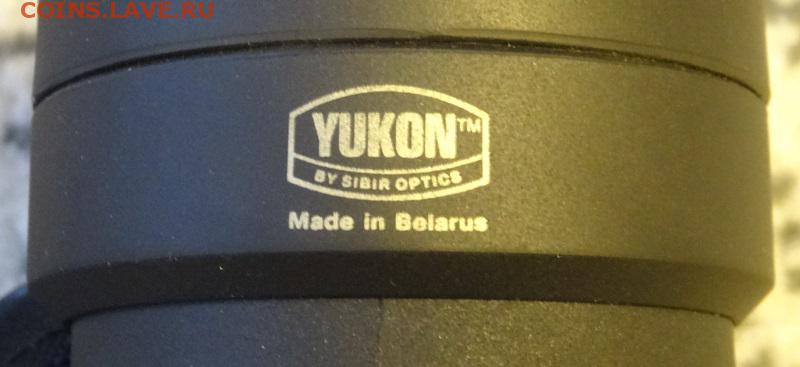 COINS.LAVE.RU
YUKON™
BY SIBIR OPTICS
Made in Belarus